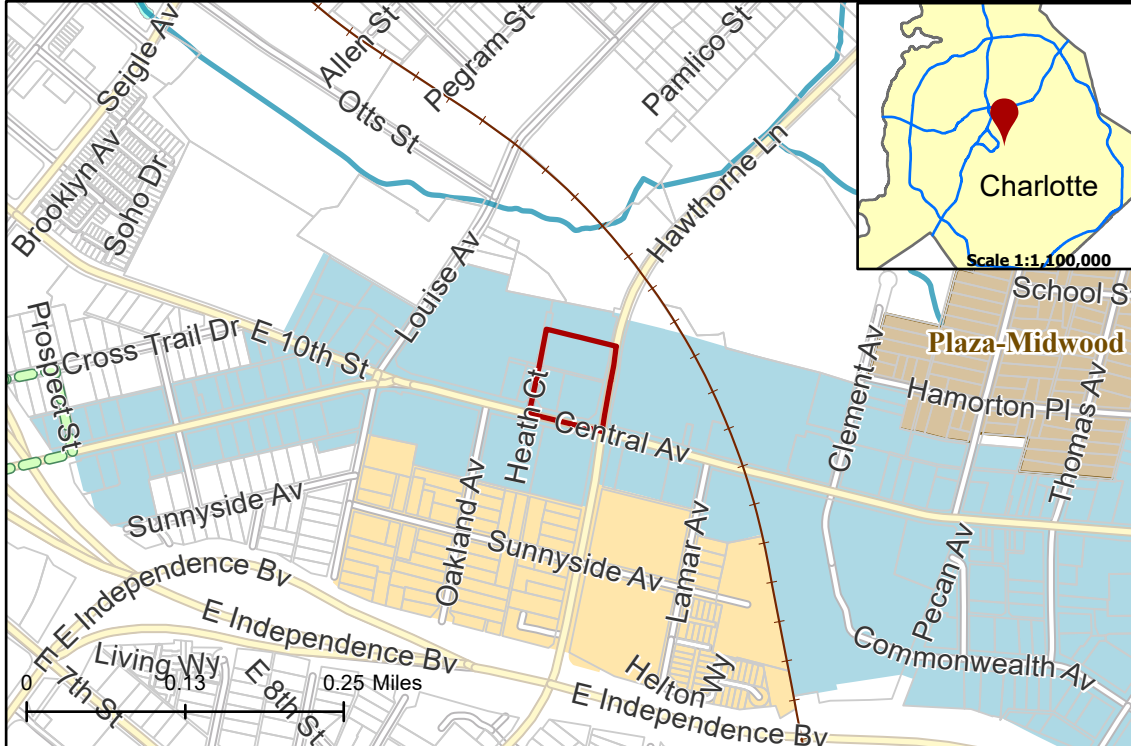 Seigle Av
Allen St
Pegram St
Pamlico St
Otts St
Brooklyn Av
Soho Dr
Hawthorne Ln
Charlotte
Scale 1:1,100,000
Louise Av
School S
Prospect St
Cross Trail Dr
E 10th St
Clement Av
Plaza-Midwood
Thomas Av
Hamorton Pl
Heath Ct
Central Av
Oakland Av
Sunnyside Av
Sunnyside Av
Lamar Av
Pecan Av
E Independence Bv
E Independence Bv
Commonwealth Av
E 7th St
Living Wy
E 8th St
Helton Wy
E Independence Bv
0 0.13 0.25 Miles